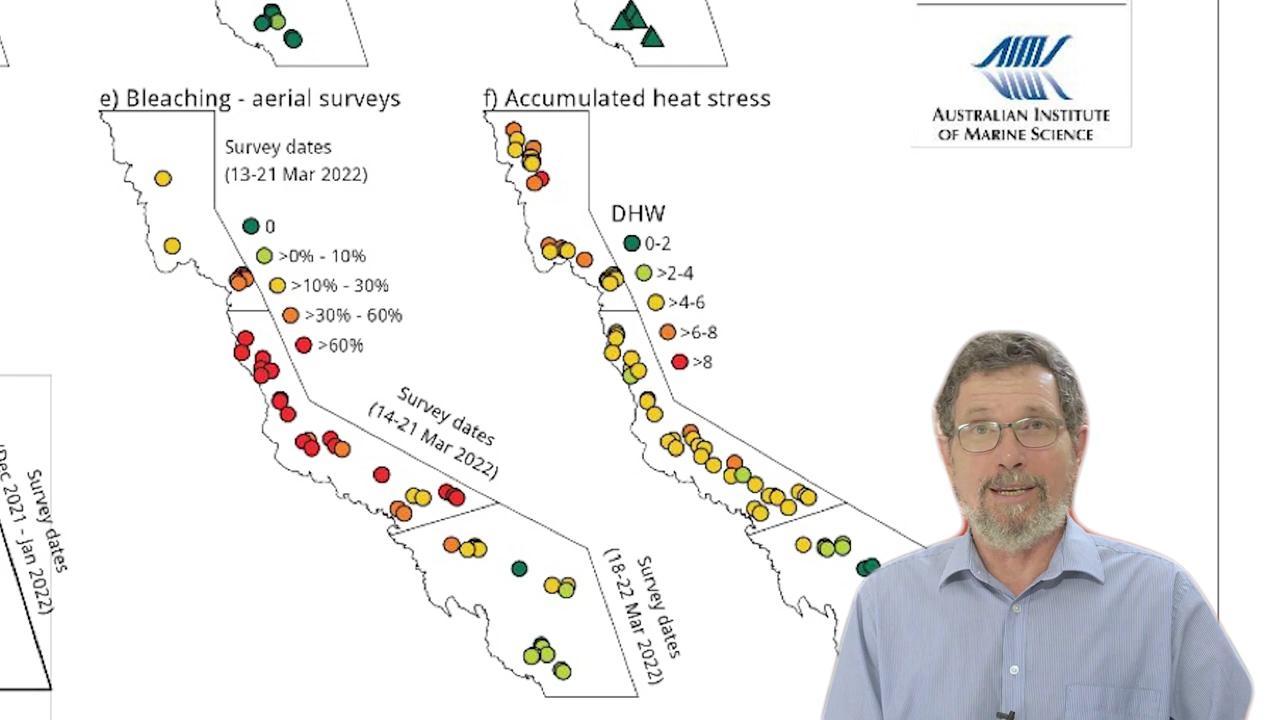 e) Bleaching - aerial surveys
Survey dates
(13-21 Mar 2022)
0
>0% - 10%
>10% - 30%
>30% - 60%
>60%
Survey dates
(14-21 Mar 2022)
Survey dates
(18-22 Mar 2022)
f) Accumulated heat stress
DHW
0-2
>2-4
>4-6
>6-8
>8
AIMS
AUSTRALIAN INSTITUTE
OF MARINE SCIENCE
Survey dates
(Dec 2021 - Jan 2022)